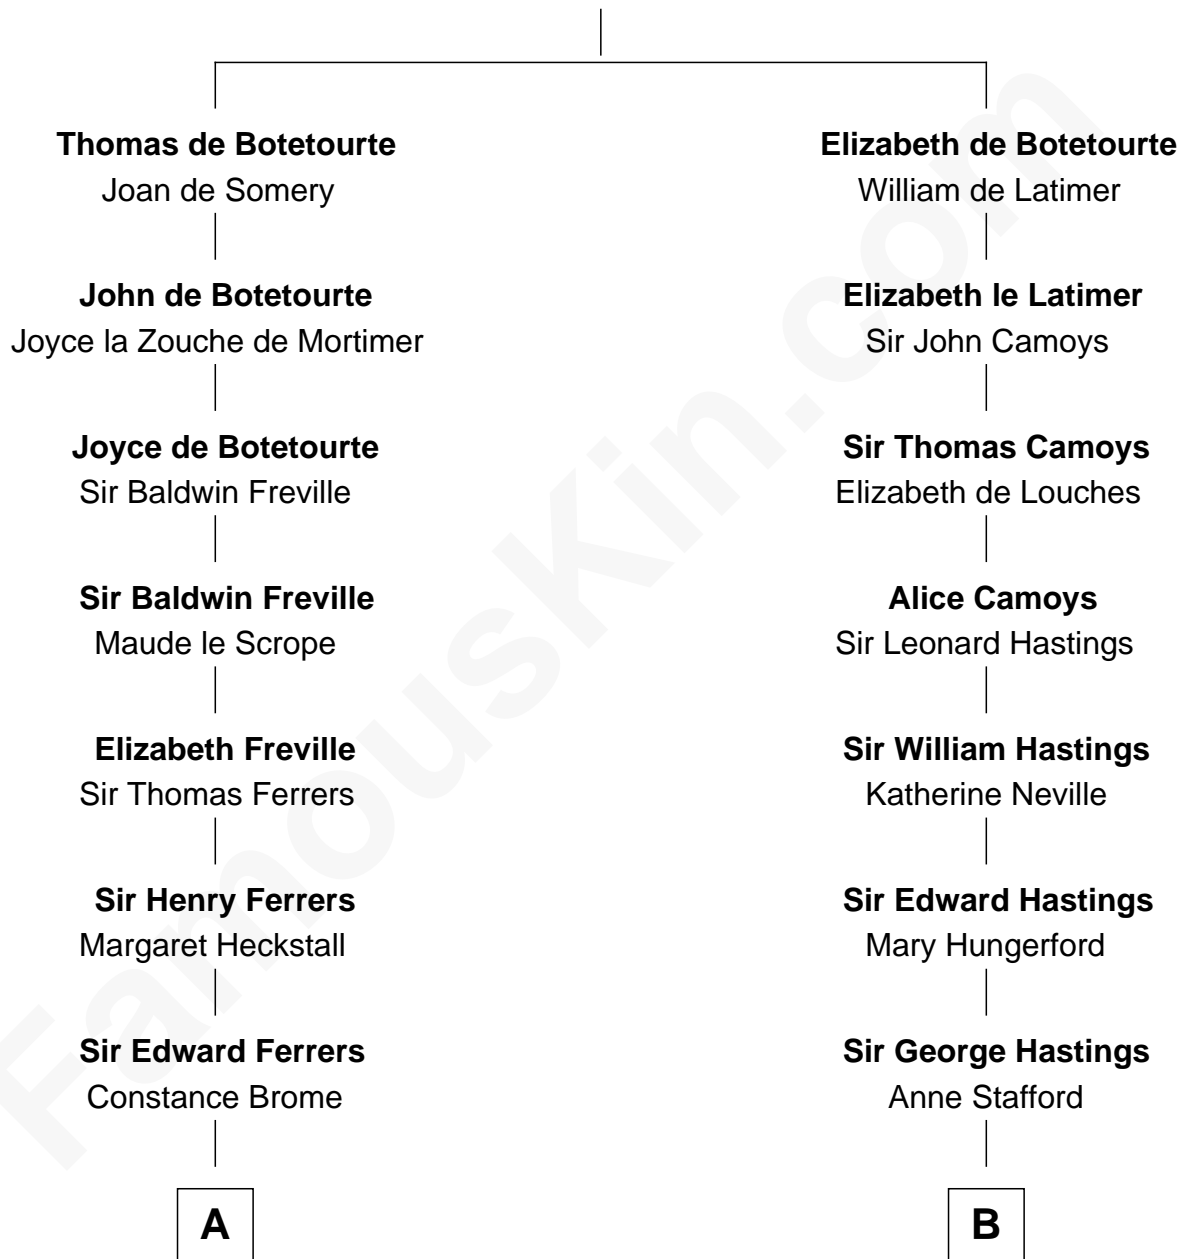 Thomas de Botetourte
Joan de Somery
John de Botetourte
Joyce la Zouche de Mortimer
Joyce de Botetourte
Sir Baldwin Freville
Sir Baldwin Freville
Maude le Scrope
Elizabeth Freville
Sir Thomas Ferrers
Sir Henry Ferrers
Margaret Heckstall
Sir Edward Ferrers
Constance Brome
A
Elizabeth de Botetourte
William de Latimer
Elizabeth le Latimer
Sir John Camoys
Sir Thomas Camoys
Elizabeth de Louches
Alice Camoys
Sir Leonard Hastings
Sir William Hastings
Katherine Neville
Sir Edward Hastings
Mary Hungerford
Sir George Hastings
Anne Stafford
B
FamousKin.com